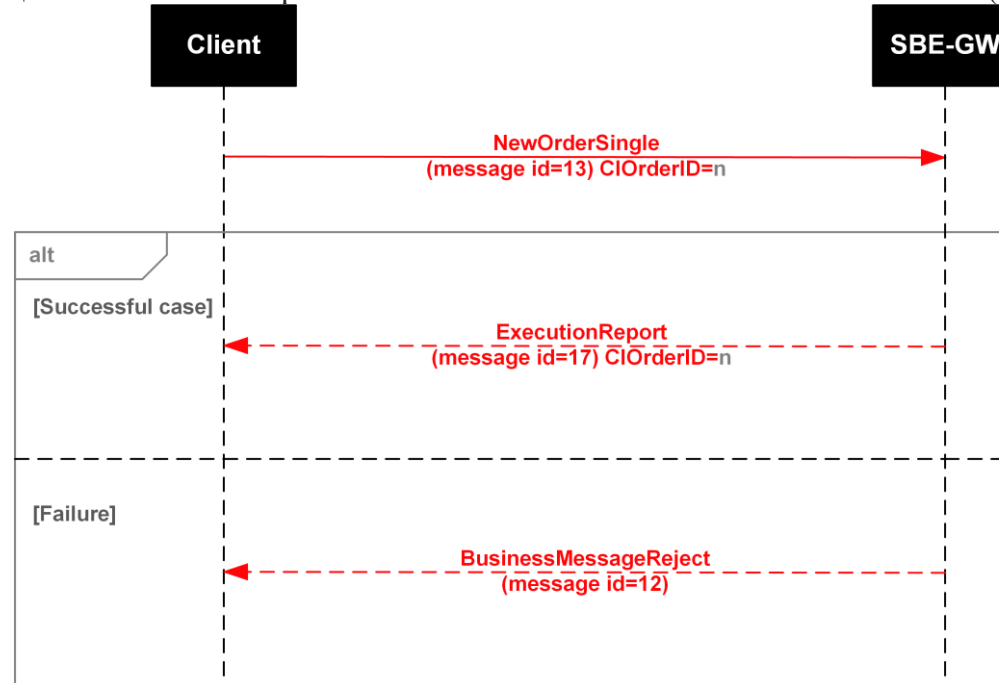 Client
SBE-GW
NewOrderSingle
(message id=13) ClOrderID=n
alt
[Successful case]
ExecutionReport
(message id=17) ClOrderID=n
[Failure]
BusinessMessageReject
(message id=12)